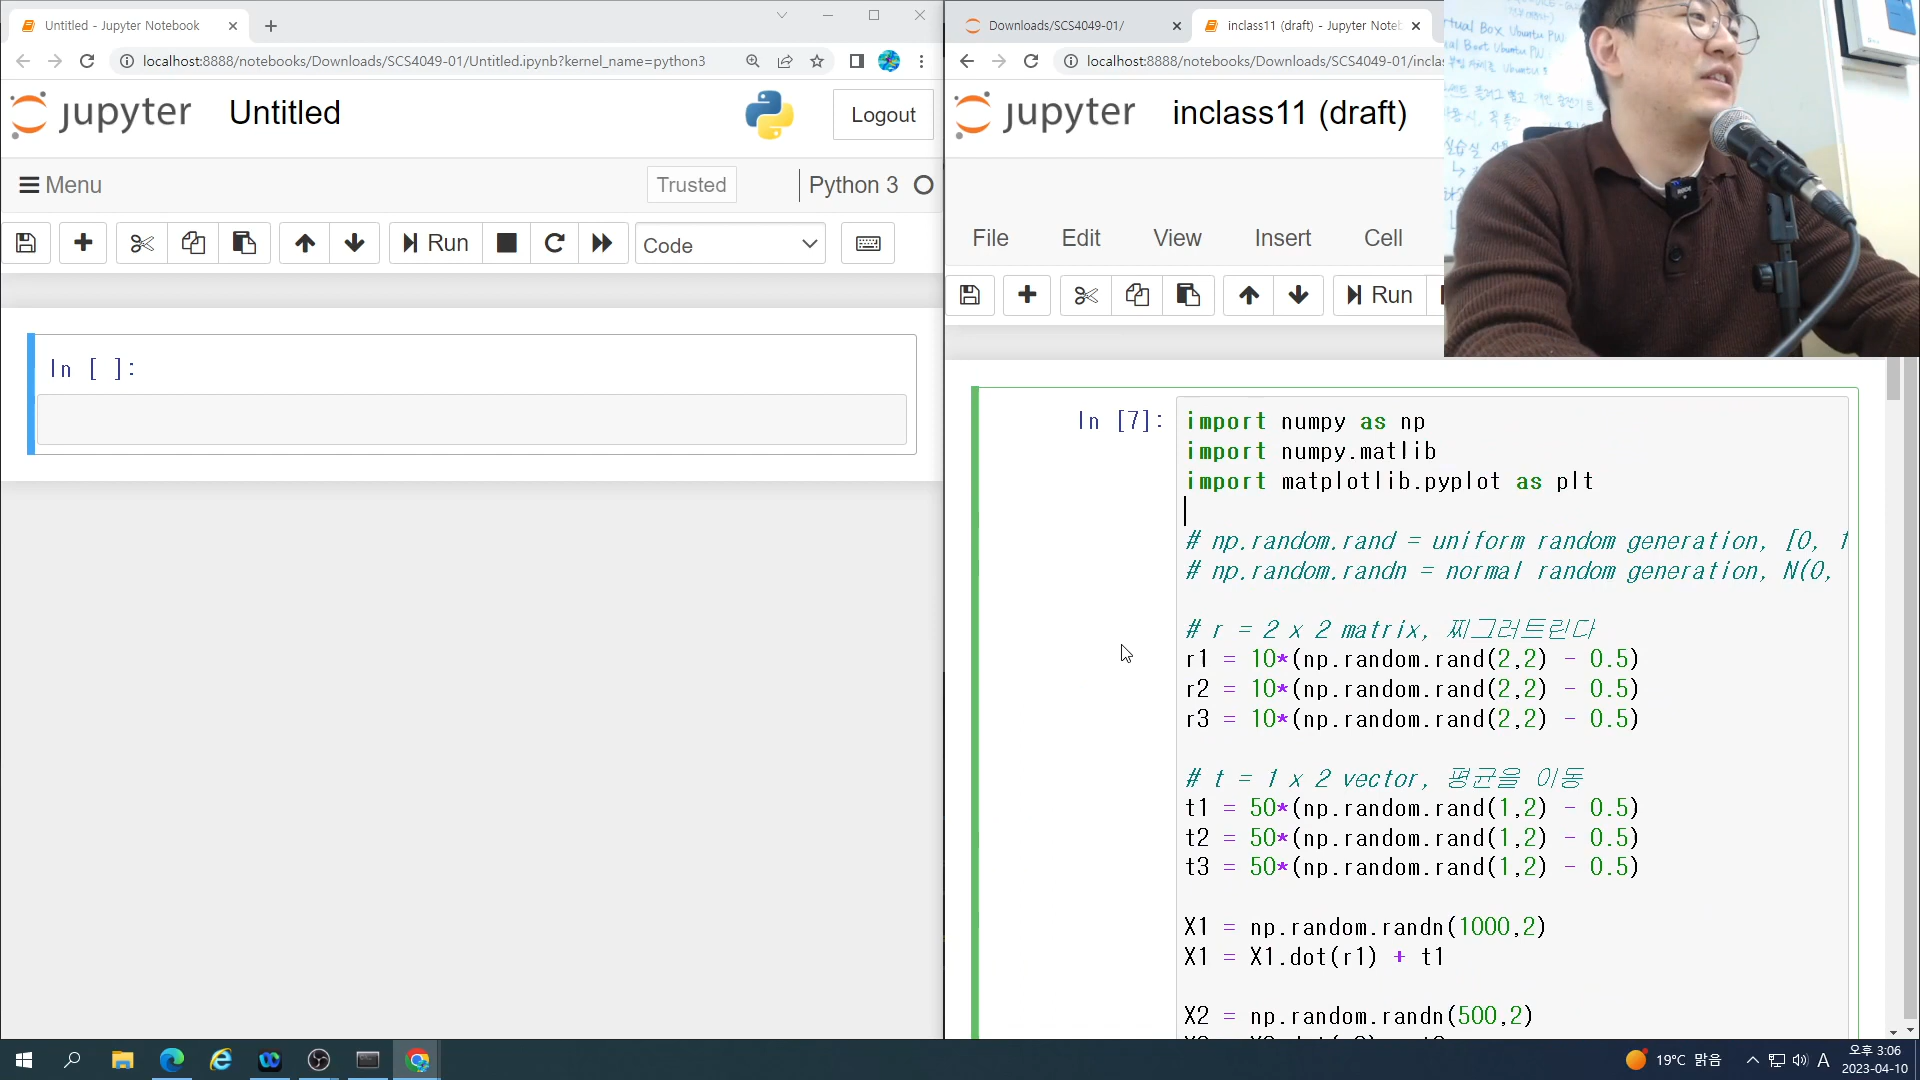 Untitled - Jupyter Notebook
localhost:8888/notebooks/Downloads/SCS4049-01/Untitled.ipynb?kernel_name=python3
jupyter Untitled
Logout
Menu
Trusted
Python 3
Run
Code
In [ ]:
Downloads/SCS4049-01/
inclass11 (draft) - Jupyter Noteb
localhost:8888/notebooks/Downloads/SCS4049-01/incla
jupyter inclass11 (draft)
File Edit View Insert Cell
Run
In [7]:
import numpy as np
import numpy.matlib
import matplotlib.pyplot as plt
# np.random.rand = uniform random generation, [0, 1
# np.random.randn = normal random generation, N(0,
# r = 2 x 2 matrix, 찌그러트린다
r1 = 10*(np.random.rand(2,2) - 0.5)
r2 = 10*(np.random.rand(2,2) - 0.5)
r3 = 10*(np.random.rand(2,2) - 0.5)
# t = 1 x 2 vector, 평균을 이동
t1 = 50*(np.random.rand(1,2) - 0.5)
t2 = 50*(np.random.rand(1,2) - 0.5)
t3 = 50*(np.random.rand(1,2) - 0.5)
X1 = np.random.randn(1000,2)
X1 = X1.dot(r1) + t1
X2 = np.random.randn(500,2)
rtual Box Ubuntu PW
ual Boot Ubuntu PW
19°C 맑음
A
오후 3:06
2023-04-10